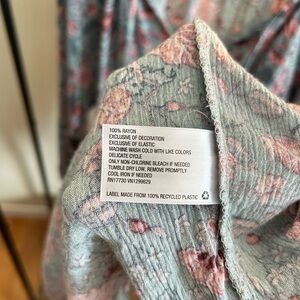 100% RAYON
EXCLUSIVE OF DECORATION
EXCLUSIVE OF ELASTIC
MACHINE WASH COLD WITH LIKE COLORS
DELICATE CYCLE
ONLY NON-CHLORINE BLEACH IF NEEDED
TUMBLE DRY LOW, REMOVE PROMPTLY
COOL IRON IF NEEDED
RN17730 VN1299629
LABEL MADE FROM 100% RECYCLED PLASTIC